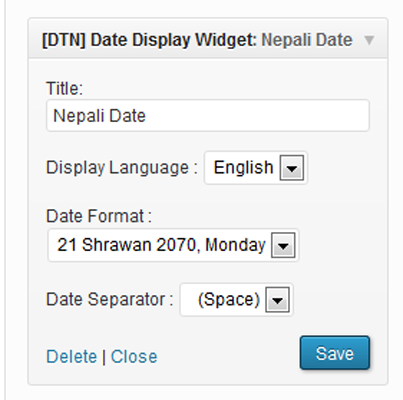 [DTN] Date Display Widget: Nepali Date
Title:
Nepali Date
Display Language : English
Date Format :
21 Shrawan 2070, Monday
Date Separator : (Space)
Delete | Close Save